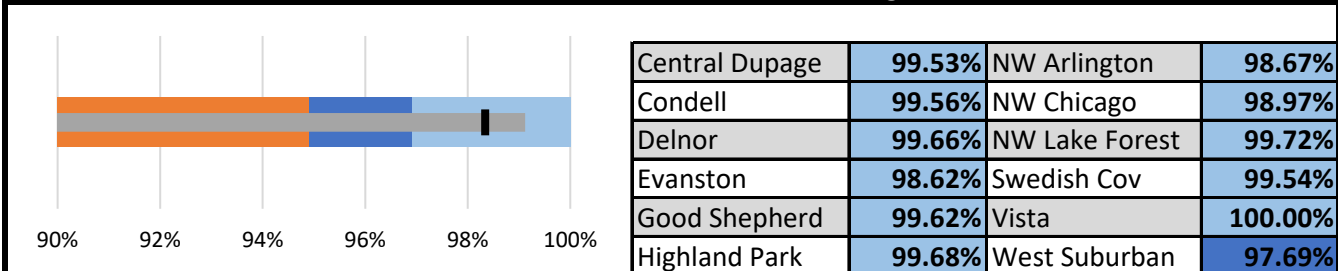 Central Dupage 99.53% NW Arlington 98.67%
Condell 99.56% NW Chicago 98.97%
Delnor 99.66% NW Lake Forest 99.72%
Evanston 98.62% Swedish Cov 99.54%
Good Shepherd 99.62% Vista 100.00%
Highland Park 99.68% West Suburban 97.69%
90% 92% 94% 96% 98% 100%